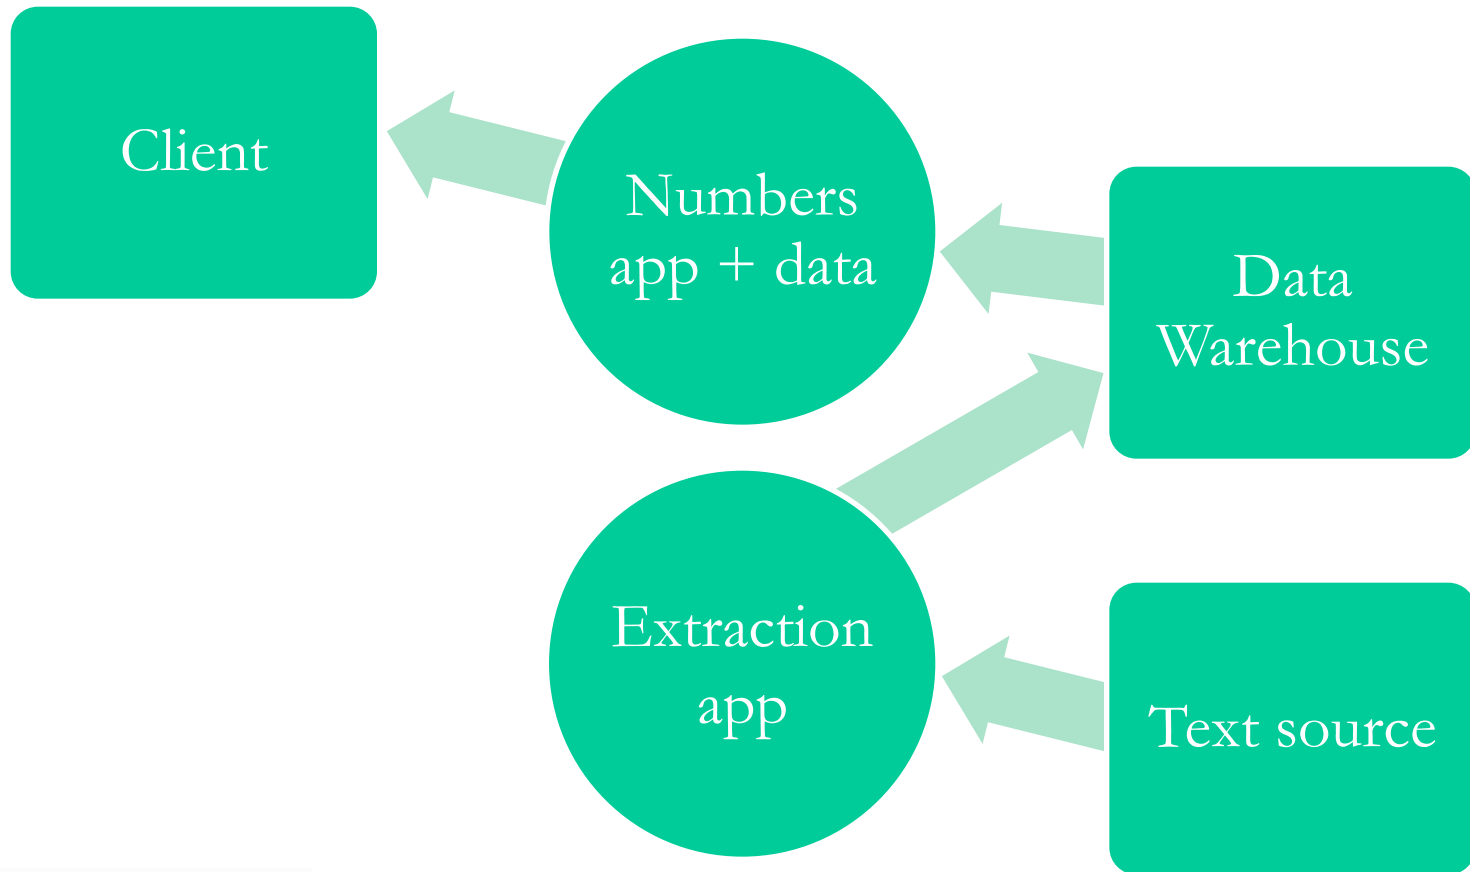 Client
Numbers
app + data
Data
Warehouse
Extraction
app
Text source